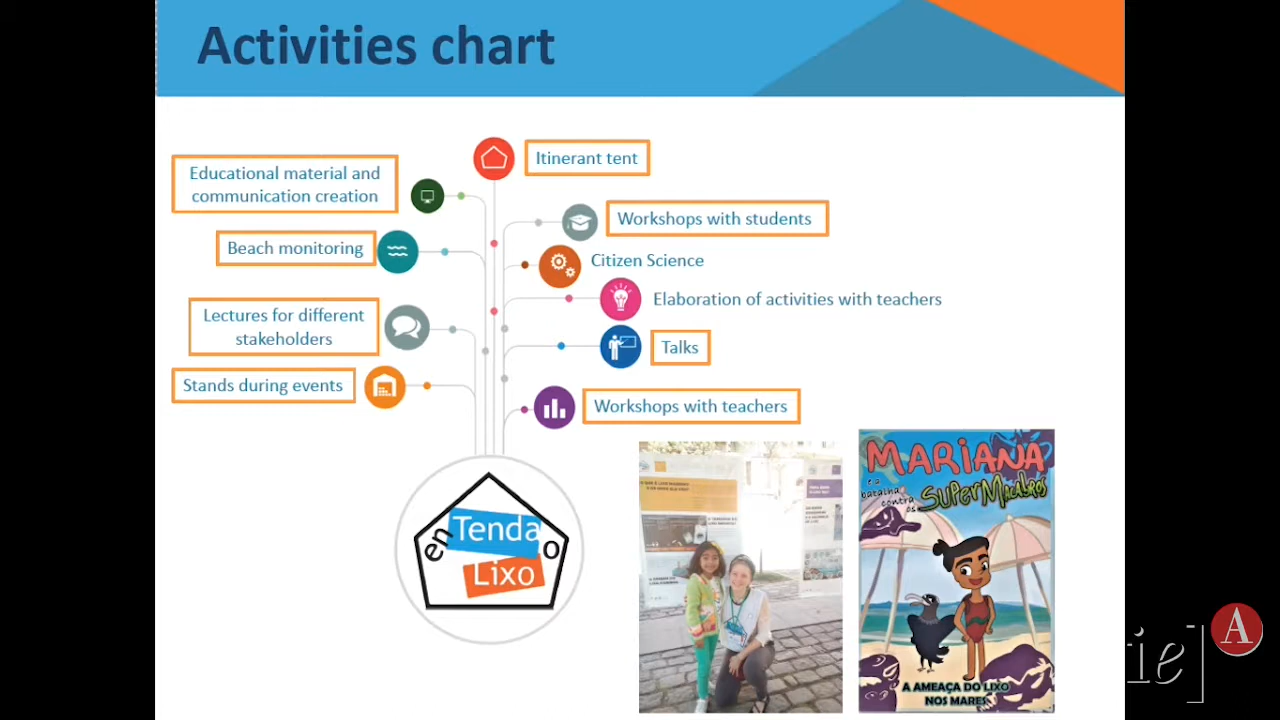 Activities chart
Itinerant tent
Educational material and
communication creation
Workshops with students
Beach monitoring
Citizen Science
Elaboration of activities with teachers
Lectures for different
stakeholders
Talks
Stands during events
Workshops with teachers
en Tenda o
Lixo
MARIANA
e a
batalha
contra
os
SUPERMacabros
A AMEAÇA DO LIXO
NOS MARES
ie]
A